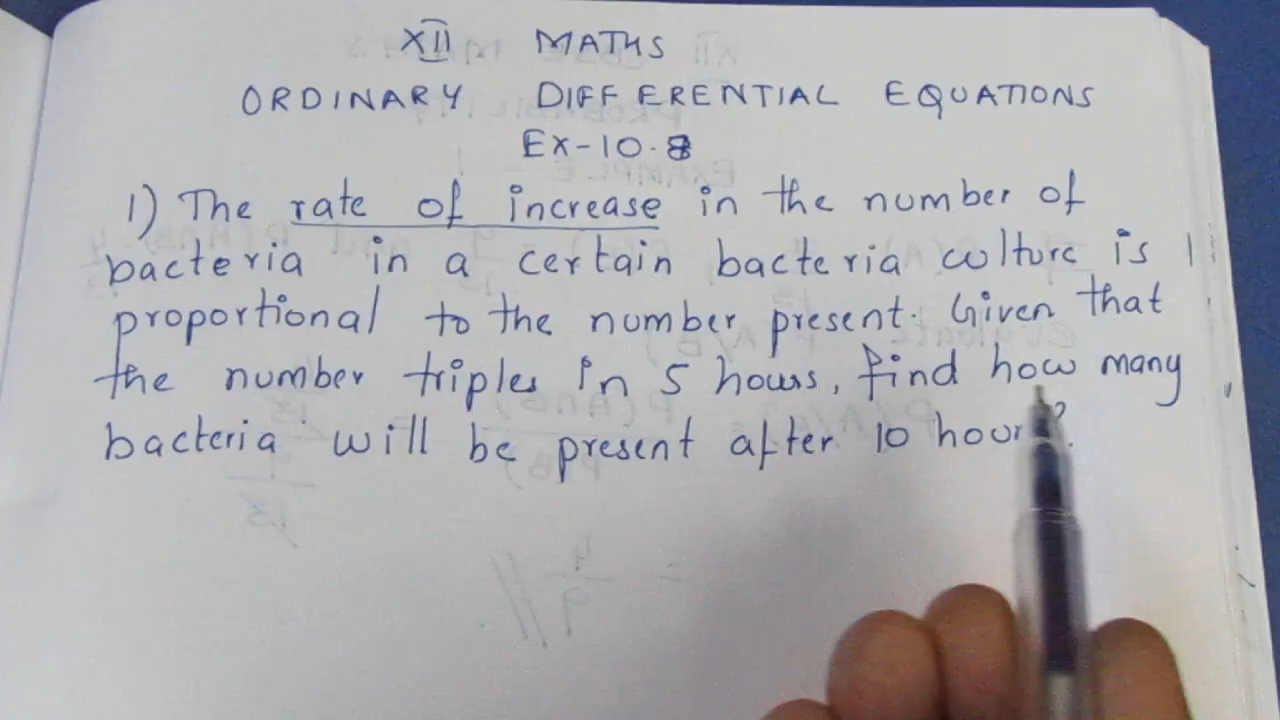 XII MATHS
ORDINARY DIFFERENTIAL EQUATIONS
EX-10.8
1) The rate of increase in the number of
bacteria in a certain bacteria culture is
proportional to the number present. Given that
the number triples in 5 hours, find how many
bacteria will be present after 10 hours?